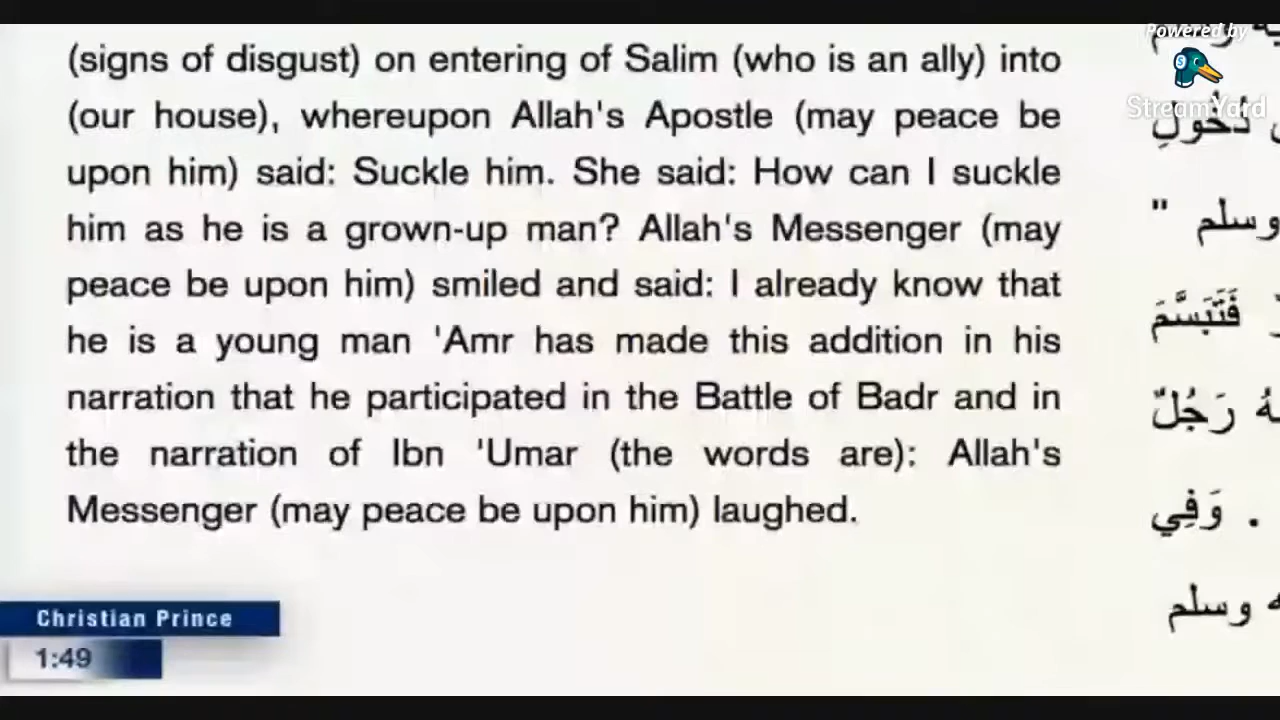 Powered by
StreamYard
(signs of disgust) on entering of Salim (who is an ally) into
(our house), whereupon Allah's Apostle (may peace be
upon him) said: Suckle him. She said: How can I suckle
him as he is a grown-up man? Allah's Messenger (may
peace be upon him) smiled and said: I already know that
he is a young man 'Amr has made this addition in his
narration that he participated in the Battle of Badr and in
the narration of Ibn 'Umar (the words are): Allah's
Messenger (may peace be upon him) laughed.
دُخُولِ
وسلم "
فَتَبَسَّمَ
رَجُلٌ
. وَفِي
وسلم
Christian Prince
1:49